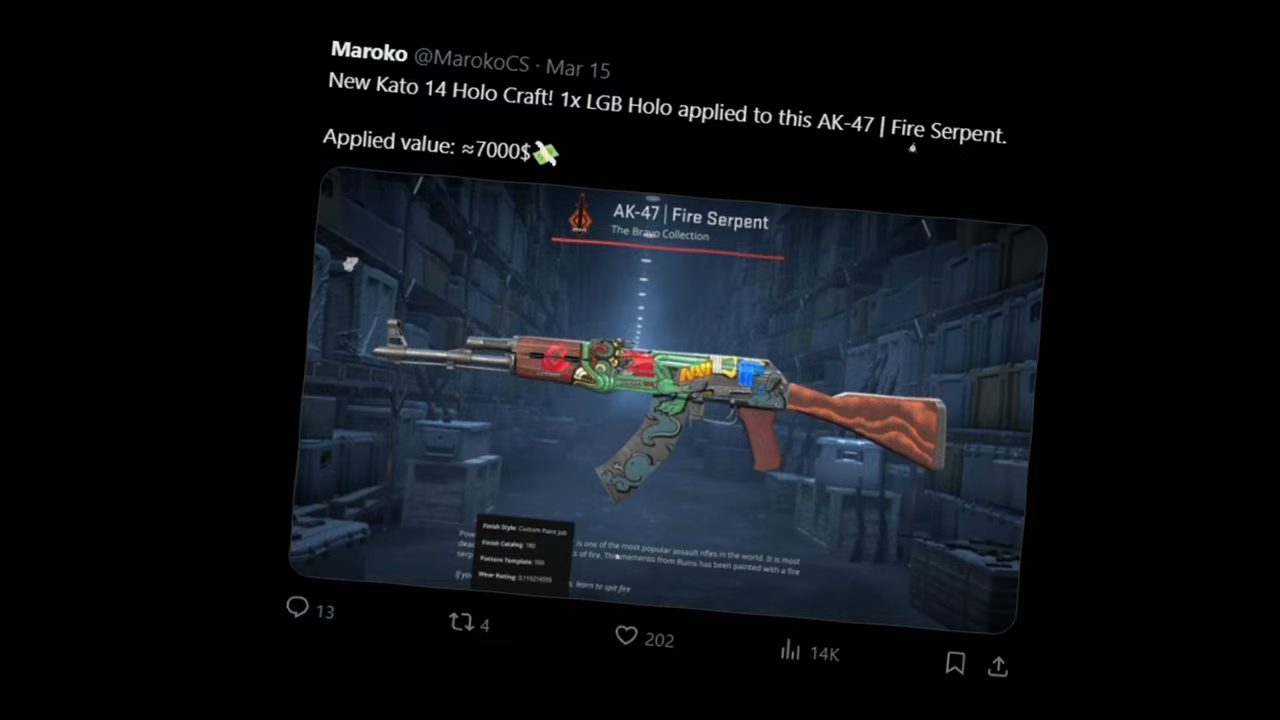 Maroko @MarokoCS · Mar 15
New Kato 14 Holo Craft! 1x LGB Holo applied to this AK-47 | Fire Serpent.
Applied value: ≈7000$💸
AK-47 | Fire Serpent
The Bravo Collection
Finish Style: Custom Paint Job
Finish Catalog: 180
Pattern Template:
Wear Rating:
is one of the most popular assault rifles in the world. It is most
s of fire. This memento from Ruins has been painted with a fire
serp
If you
, learn to spit fire
13
4
202
14K